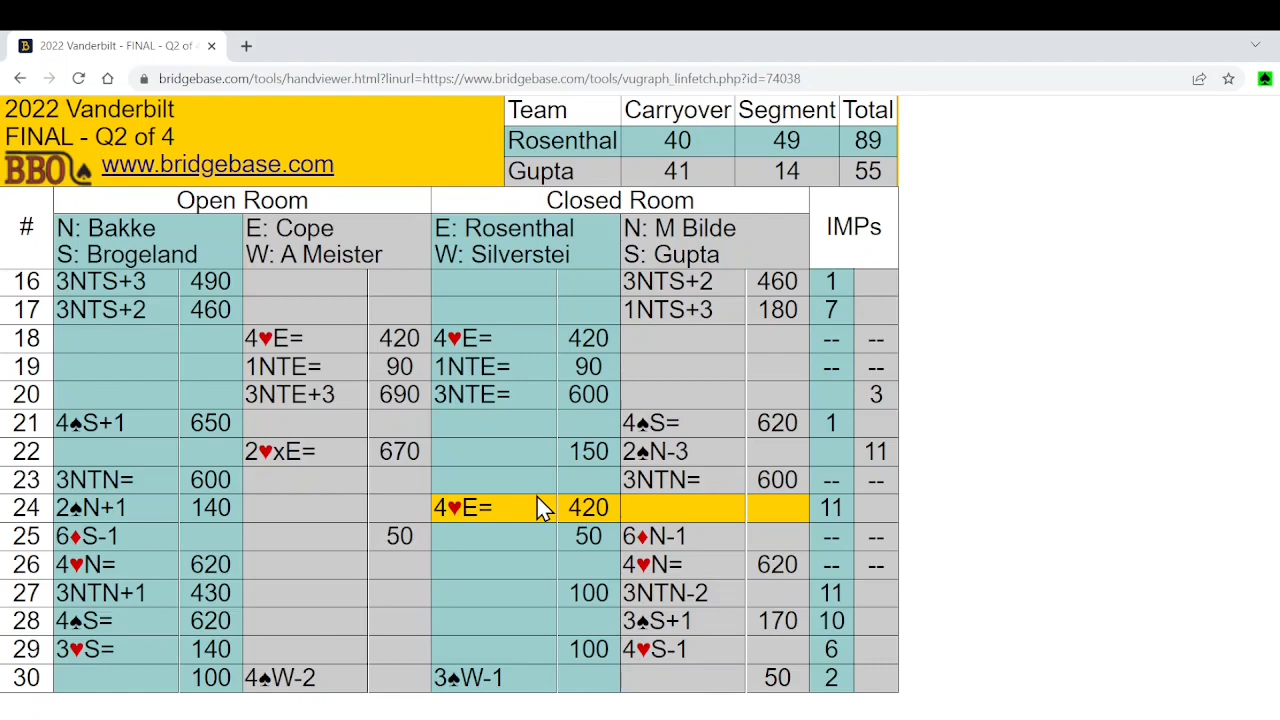 2022 Vanderbilt - FINAL - Q2 of 4
bridgebase.com/tools/handviewer.html?linurl=https://www.bridgebase.com/tools/vugraph_linfetch.php?id=74038
2022 Vanderbilt
FINAL - Q2 of 4
BBO♠ www.bridgebase.com
Team Carryover Segment Total
Rosenthal 40 49 89
Gupta 41 14 55
Open Room Closed Room
# IMPs
N: Bakke E: Cope E: Rosenthal N: M Bilde
S: Brogeland W: A Meister W: Silverstei S: Gupta
16 3NTS+3 490 3NTS+2 460 1
17 3NTS+2 460 1NTS+3 180 7
18 4♥E= 420 4♥E= 420 -- --
19 1NTE= 90 1NTE= 90 -- --
20 3NTE+3 690 3NTE= 600 3
21 4♠S+1 650 4♠S= 620 1
22 2♥xE= 670 150 2♠N-3 11
23 3NTN= 600 3NTN= 600 -- --
24 2♠N+1 140 4♥E= 420 11
25 6♦S-1 50 50 6♦N-1 -- --
26 4♥N= 620 4♥N= 620 -- --
27 3NTN+1 430 100 3NTN-2 11
28 4♠S= 620 3♠S+1 170 10
29 3♥S= 140 100 4♥S-1 6
30 100 4♠W-2 3♠W-1 50 2